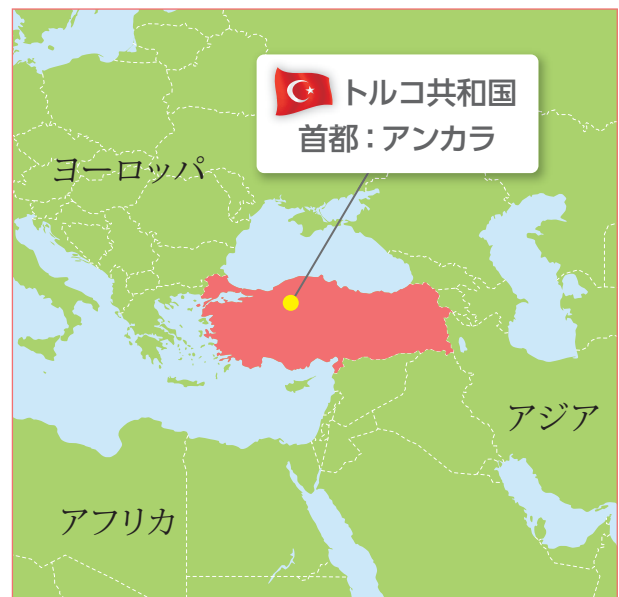 トルコ共和国
首都：アンカラ
ヨーロッパ
アジア
アフリカ